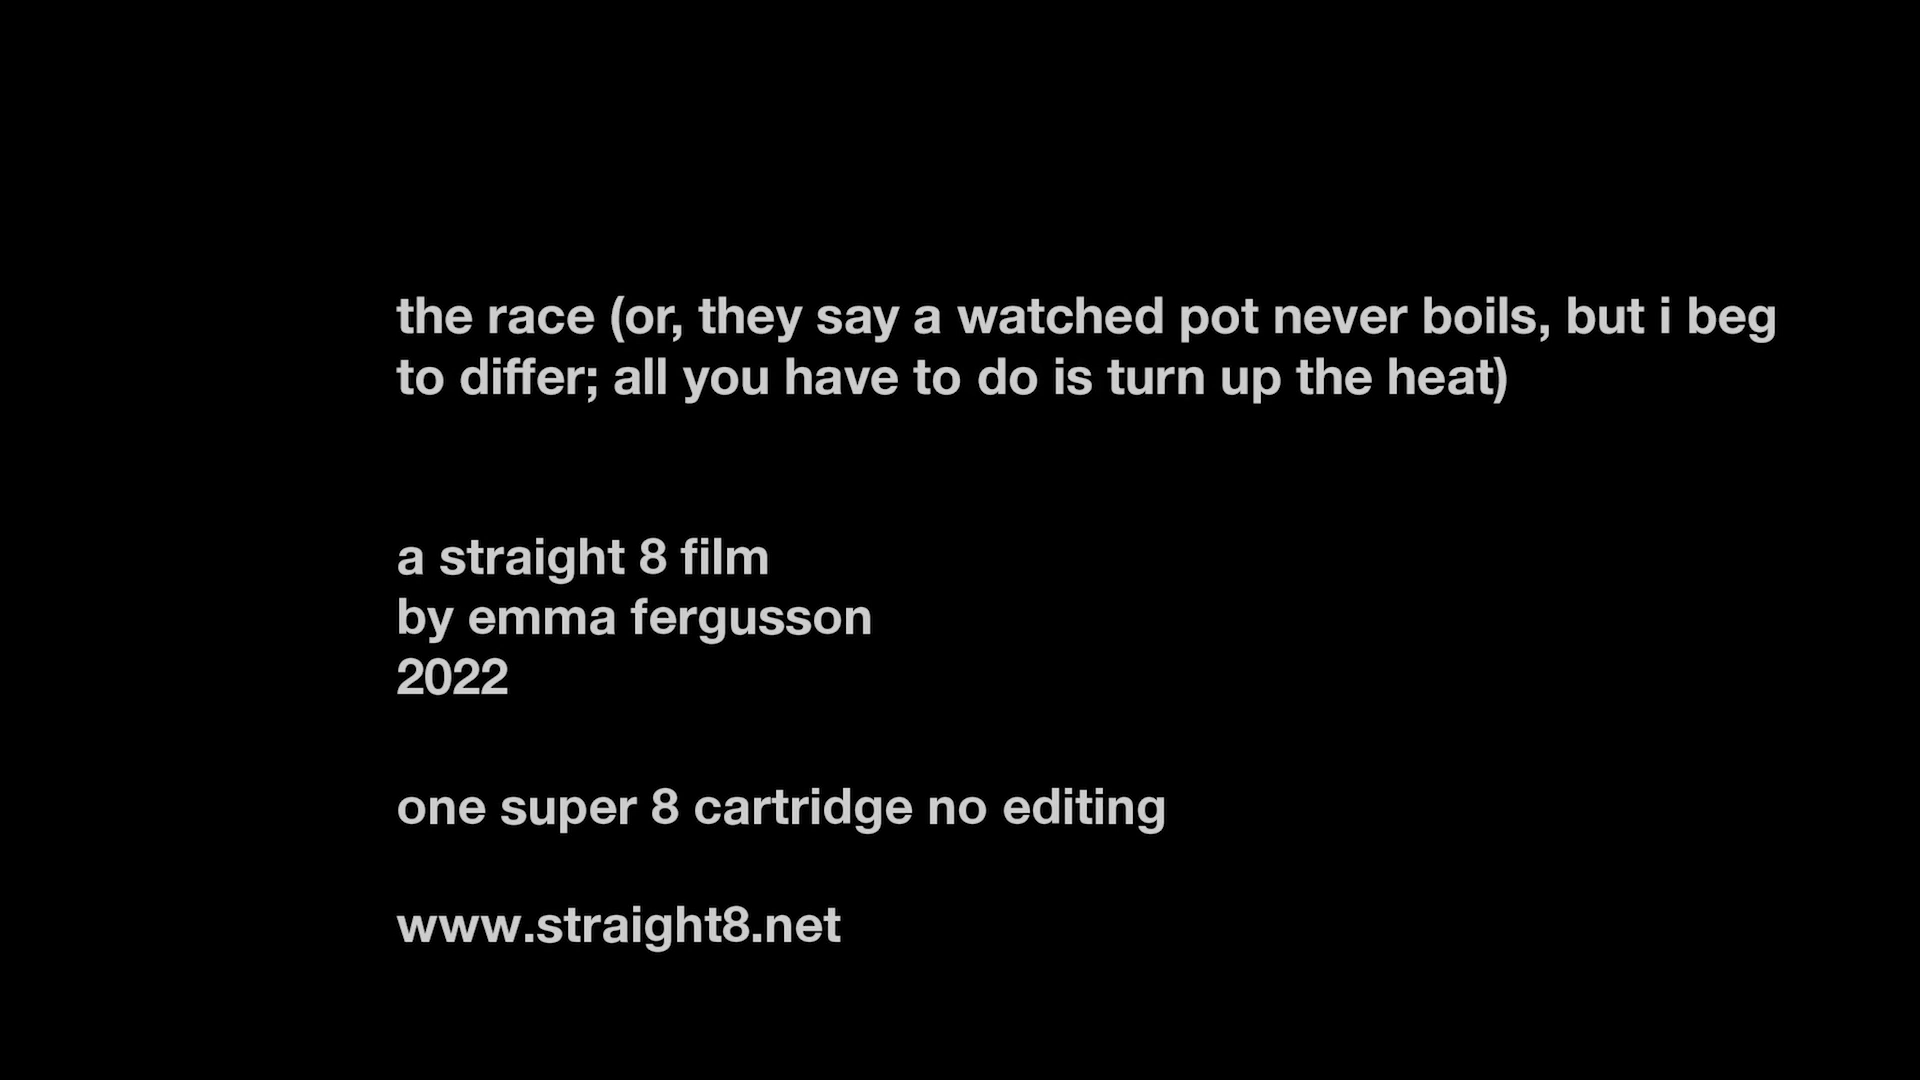 the race (or, they say a watched pot never boils, but i beg
to differ; all you have to do is turn up the heat)
a straight 8 film
by emma fergusson
2022
one super 8 cartridge no editing
www.straight8.net